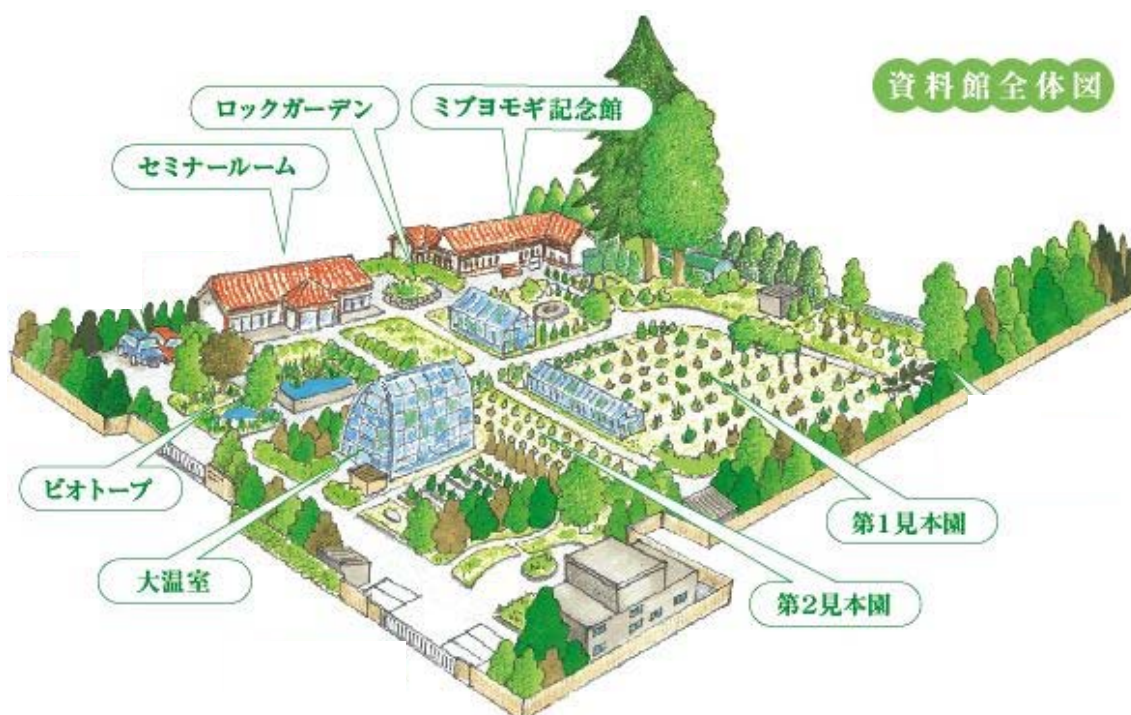 資料館全体図
ロックガーデン
ミブヨモギ記念館
セミナールーム
ビオトープ
大温室
第1見本園
第2見本園